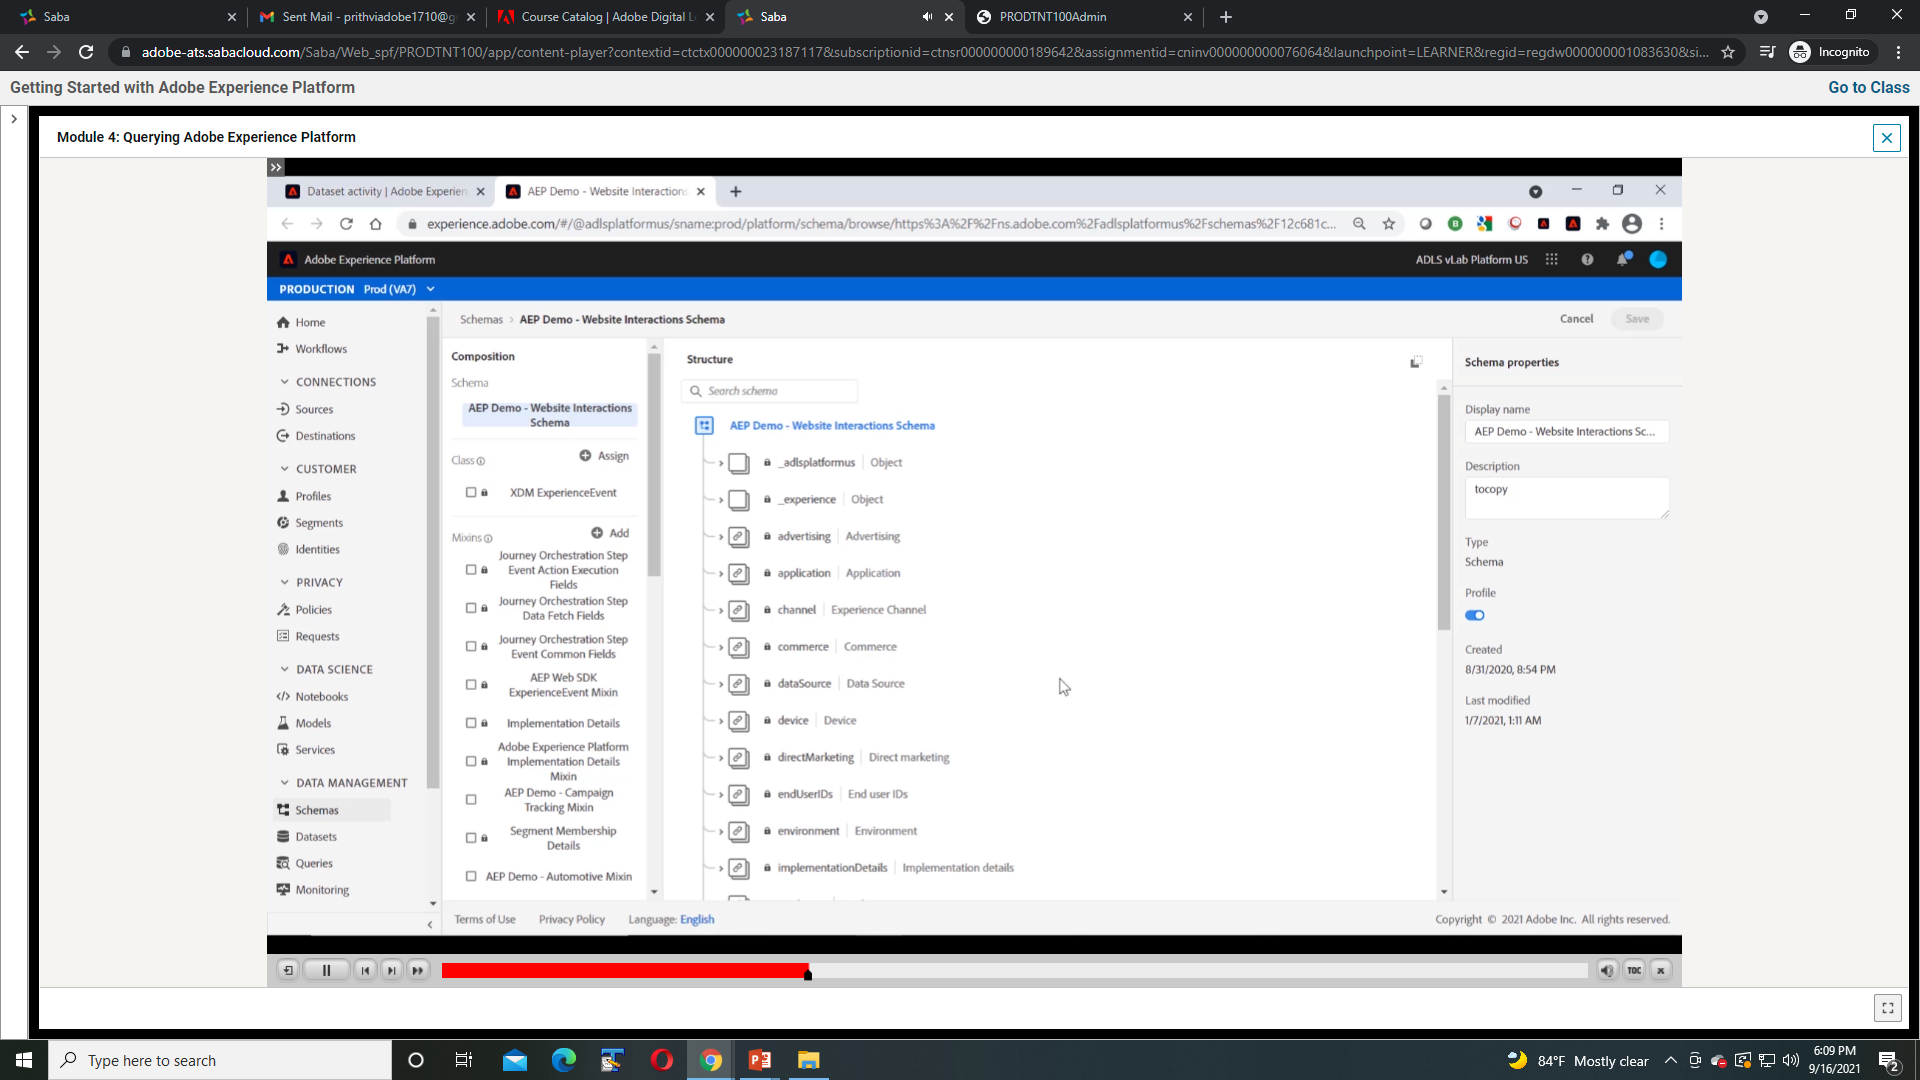 Saba
Sent Mail - prithviadobe1710@g
Course Catalog | Adobe Digital L
Saba
PRODTNT100Admin
adobe-ats.sabacloud.com/Saba/Web_spf/PRODTNT100/app/content-player?contextid=ctctx000000023187117&subscriptionid=ctnsr000000000189642&assignmentid=cninv000000000076064&launchpoint=LEARNER&regid=regdw000000001083630&si...
Incognito
Getting Started with Adobe Experience Platform
Go to Class
Module 4: Querying Adobe Experience Platform
Dataset activity | Adobe Experien
AEP Demo - Website Interactions
experience.adobe.com/#/@adlsplatformus/sname:prod/platform/schema/browse/https%3A%2F%2Fns.adobe.com%2Fadlsplatformus%2Fschemas%2F12c681c...
Adobe Experience Platform
ADLS vLab Platform US
PRODUCTION Prod (VA7)
Home
Workflows
CONNECTIONS
Sources
Destinations
CUSTOMER
Profiles
Segments
Identities
PRIVACY
Policies
Requests
DATA SCIENCE
Notebooks
Models
Services
DATA MANAGEMENT
Schemas
Datasets
Queries
Monitoring
Schemas > AEP Demo - Website Interactions Schema
Cancel
Save
Composition
Schema
AEP Demo - Website Interactions
Schema
Class
Assign
XDM ExperienceEvent
Mixins
Add
Journey Orchestration Step
Event Action Execution
Fields
Journey Orchestration Step
Data Fetch Fields
Journey Orchestration Step
Event Common Fields
AEP Web SDK
ExperienceEvent Mixin
Implementation Details
Adobe Experience Platform
Implementation Details
Mixin
AEP Demo - Campaign
Tracking Mixin
Segment Membership
Details
AEP Demo - Automotive Mixin
Structure
Search schema
AEP Demo - Website Interactions Schema
_adlsplatformus | Object
_experience | Object
advertising | Advertising
application | Application
channel | Experience Channel
commerce | Commerce
dataSource | Data Source
device | Device
directMarketing | Direct marketing
endUserIDs | End user IDs
environment | Environment
implementationDetails | Implementation details
Schema properties
Display name
AEP Demo - Website Interactions Sc...
Description
tocopy
Type
Schema
Profile
Created
8/31/2020, 8:54 PM
Last modified
1/7/2021, 1:11 AM
Terms of Use
Privacy Policy
Language: English
Copyright © 2021 Adobe Inc. All rights reserved.
TOC
Type here to search
84°F Mostly clear
6:09 PM
9/16/2021
2